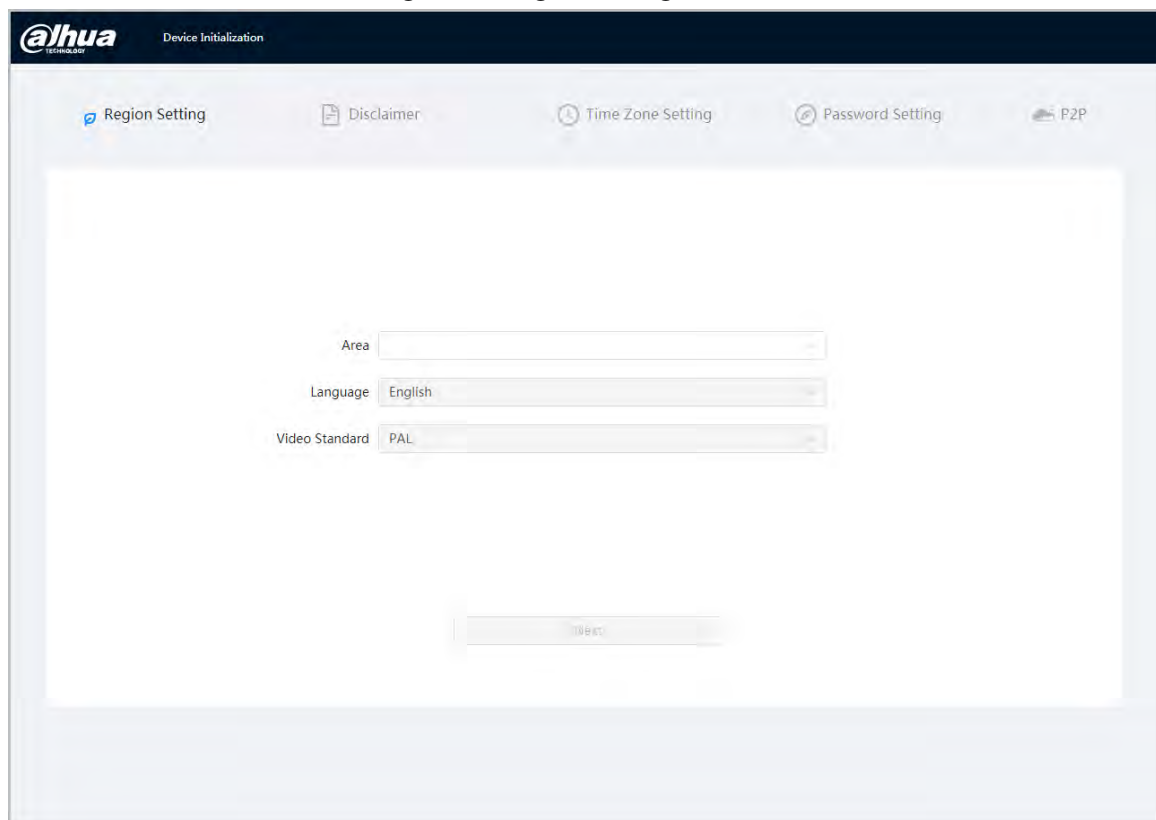 alhua
TECHNOLOGY
Device Initialization
Region Setting
Disclaimer
Time Zone Setting
Password Setting
P2P
Area
Language English
Video Standard PAL
Next